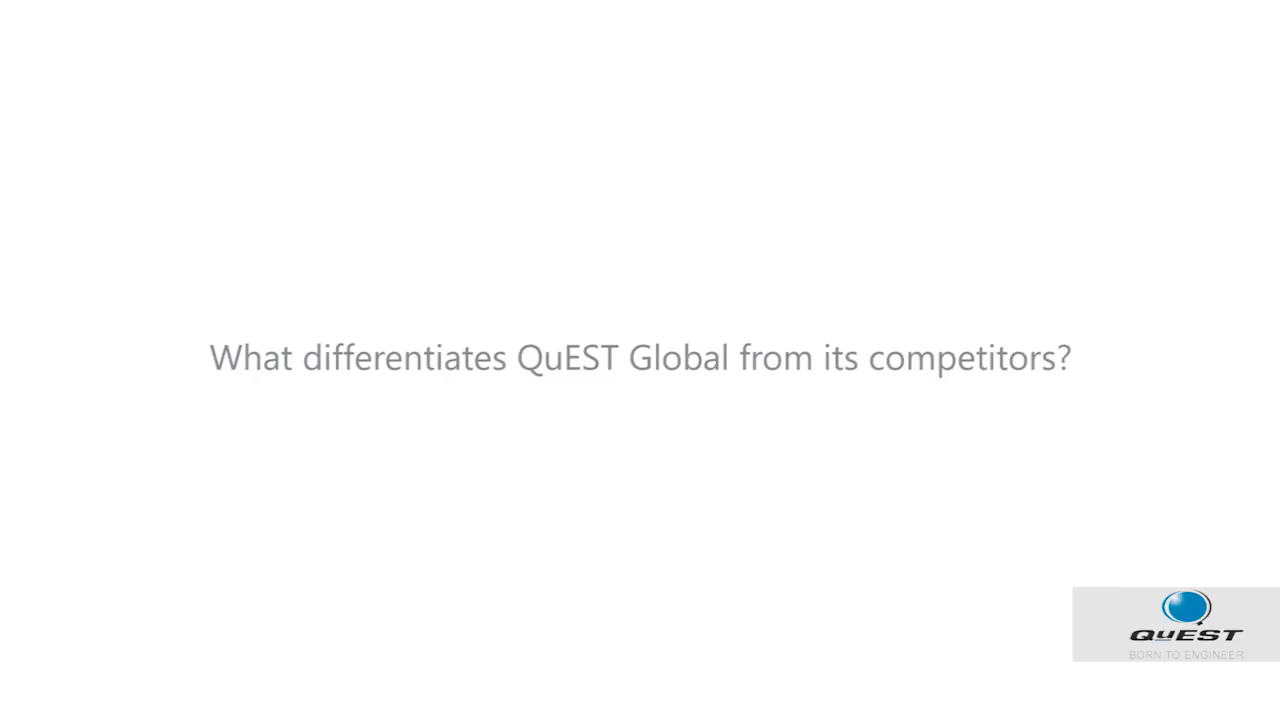 What differentiates QuEST Global from its competitors?
QuEST
BORN TO ENGINEER